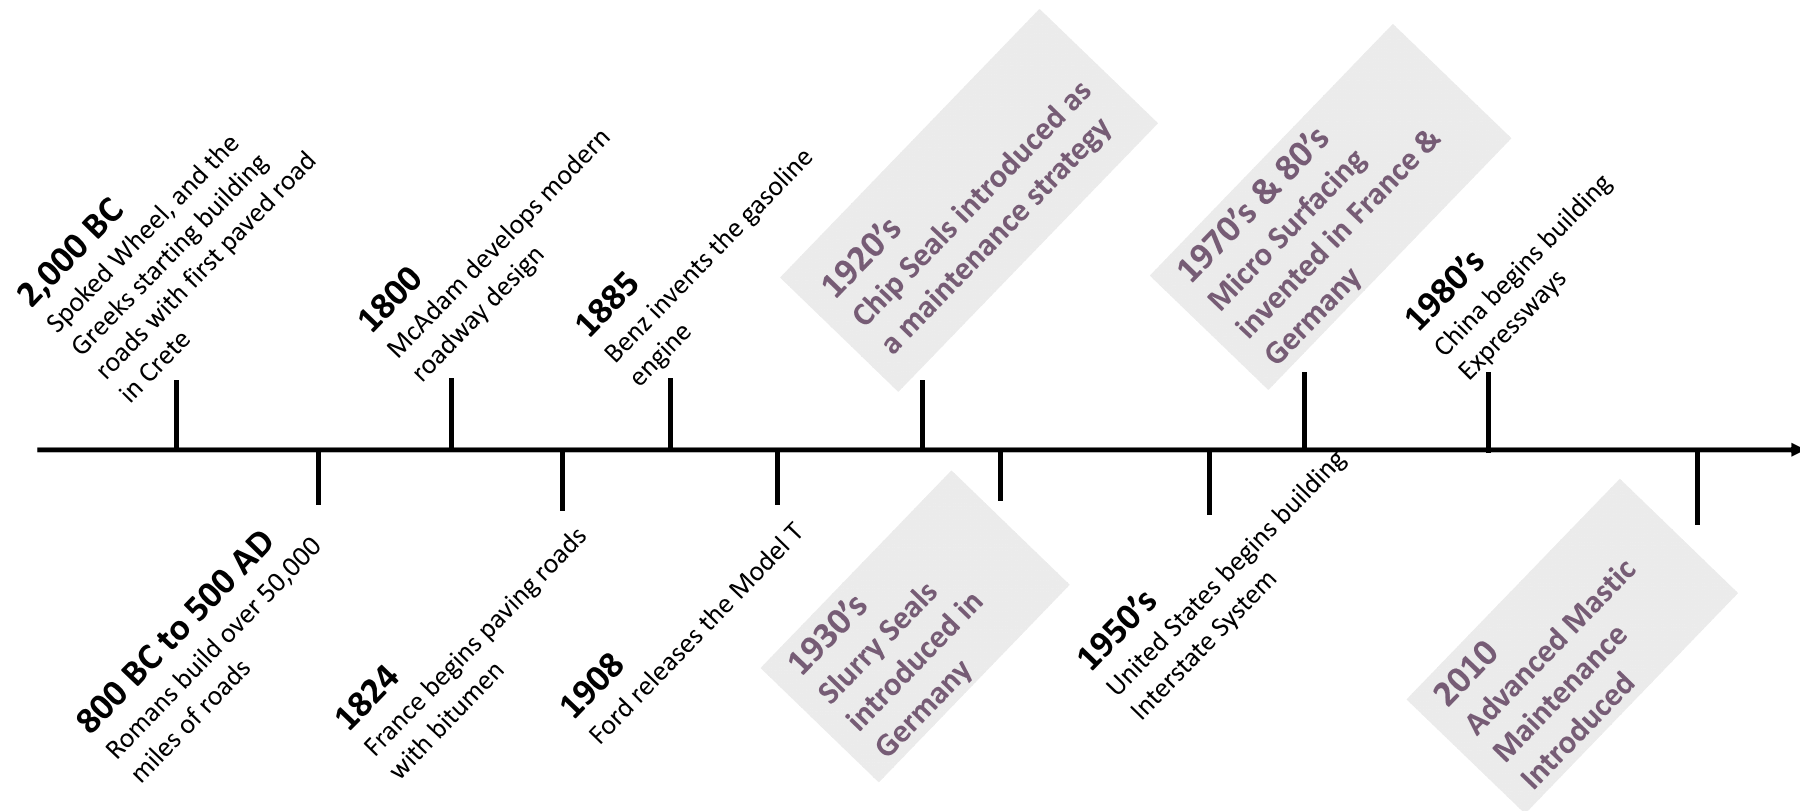 2,000 BC
Spoked Wheel, and the
Greeks starting building
roads with first paved road
in Crete
800 BC to 500 AD
Romans build over 50,000
miles of roads
1800
McAdam develops modern
roadway design
1824
France begins paving roads
with bitumen
1885
Benz invents the gasoline
engine
1908
Ford releases the Model T
1920’s
Chip Seals introduced as
a maintenance strategy
1930’s
Slurry Seals
introduced in
Germany
1950’s
United States begins building
Interstate System
1970’s & 80’s
Micro Surfacing
invented in France &
Germany
1980’s
China begins building
Expressways
2010
Advanced Mastic
Maintenance
Introduced